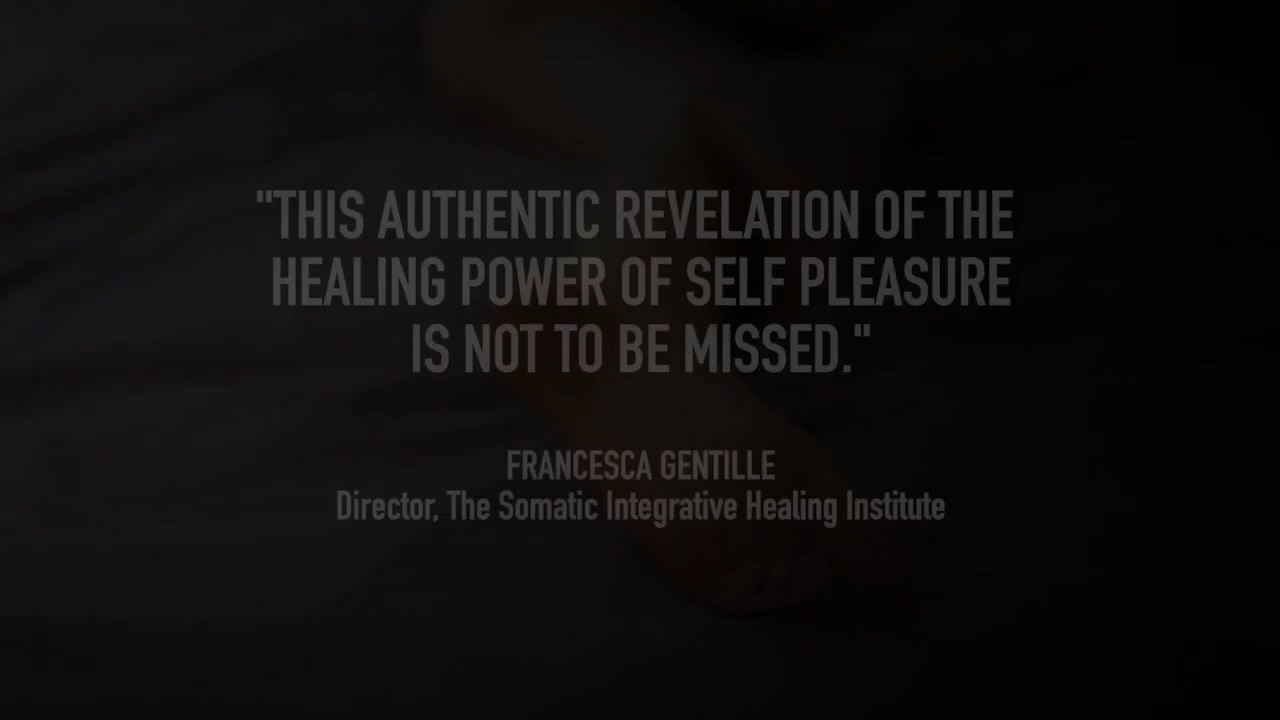 "THIS AUTHENTIC REVELATION OF THE
HEALING POWER OF SELF PLEASURE
IS NOT TO BE MISSED."
FRANCESCA GENTILLE
Director, The Somatic Integrative Healing Institute